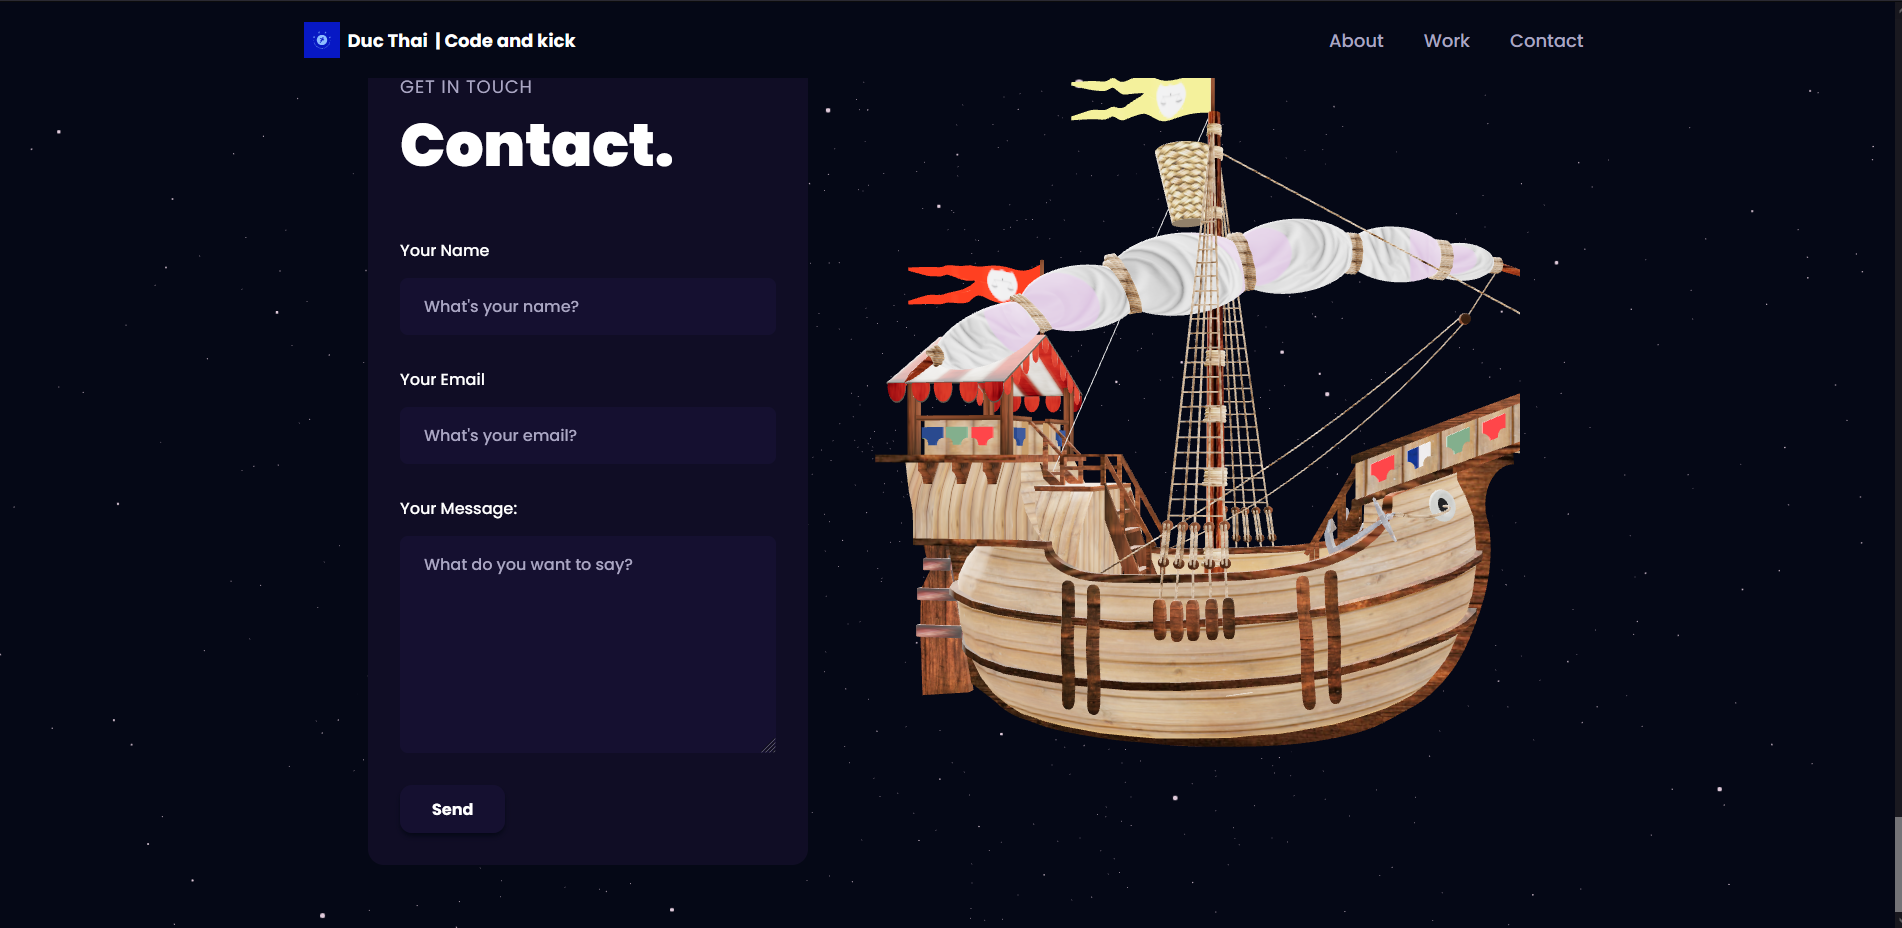 Duc Thai | Code and kick
About Work Contact
GET IN TOUCH
Contact.
Your Name
What's your name?
Your Email
What's your email?
Your Message:
What do you want to say?
Send